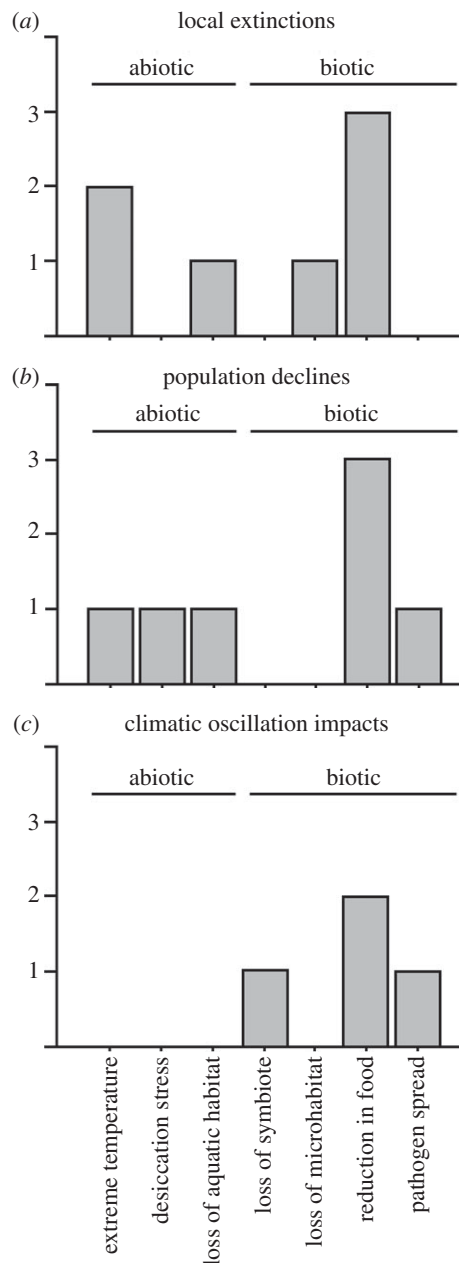 (a) local extinctions
abiotic biotic
3
2
1
(b) population declines
abiotic biotic
3
2
1
(c) climatic oscillation impacts
abiotic biotic
3
2
1
extreme temperature
desiccation stress
loss of aquatic habitat
loss of symbiote
loss of microhabitat
reduction in food
pathogen spread